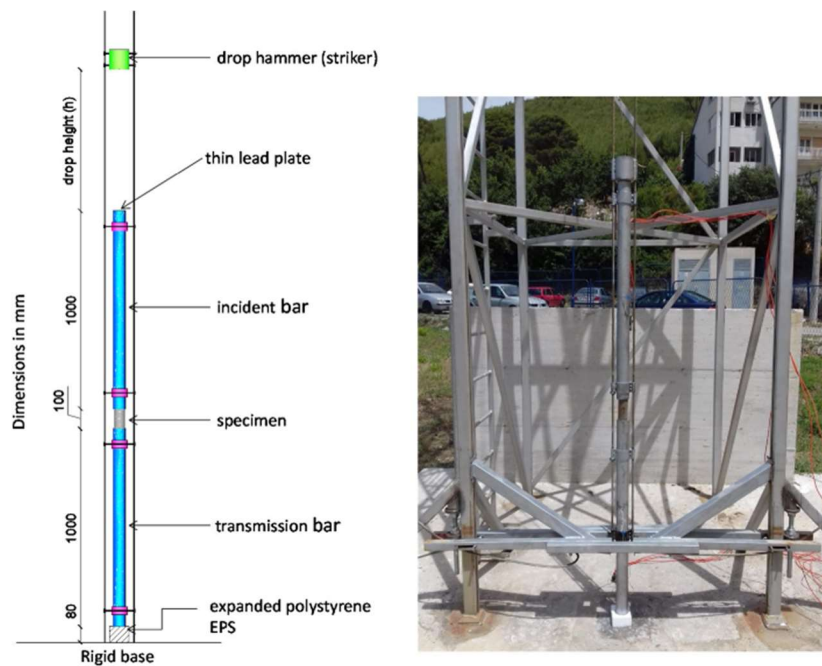 drop hammer (striker)
drop height (h)
thin lead plate
1000
incident bar
Dimensions in mm
100
specimen
1000
transmission bar
80
expanded polystyrene
EPS
Rigid base